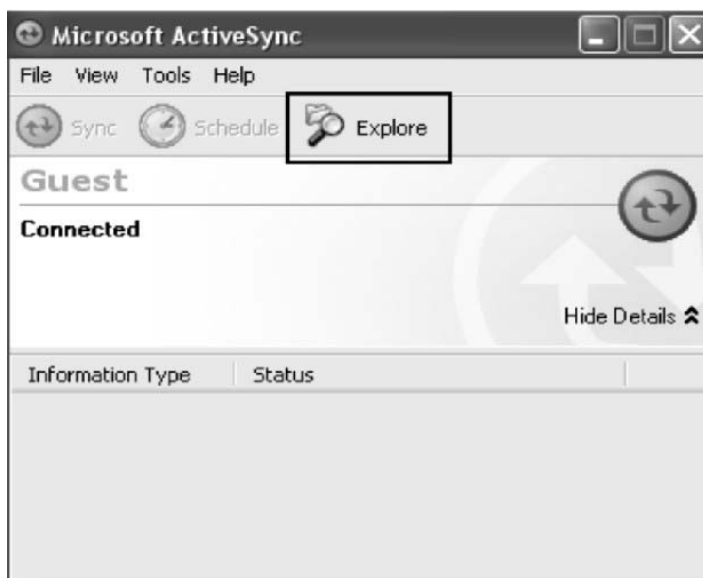 Microsoft ActiveSync
File View Tools Help
Sync Schedule Explore
Guest
Connected
Hide Details
Information Type Status